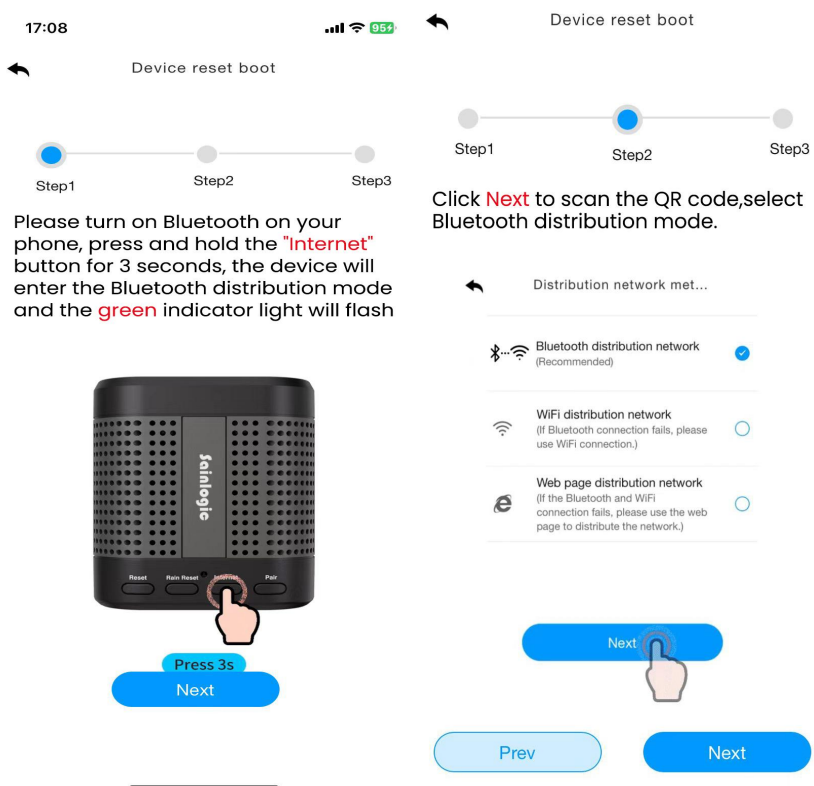 17:08
95
Device reset boot
Step1
Step2
Step3
Please turn on Bluetooth on your
phone, press and hold the "Internet"
button for 3 seconds, the device will
enter the Bluetooth distribution mode
and the green indicator light will flash
Sainlogic
Reset
Rain Reset
Internet
Pair
Press 3s
Next
Device reset boot
Step1
Step2
Step3
Click Next to scan the QR code,select
Bluetooth distribution mode.
Distribution network met...
Bluetooth distribution network
(Recommended)
WiFi distribution network
(If Bluetooth connection fails, please
use WiFi connection.)
Web page distribution network
(If the Bluetooth and WiFi
connection fails, please use the web
page to distribute the network.)
Next
Prev
Next